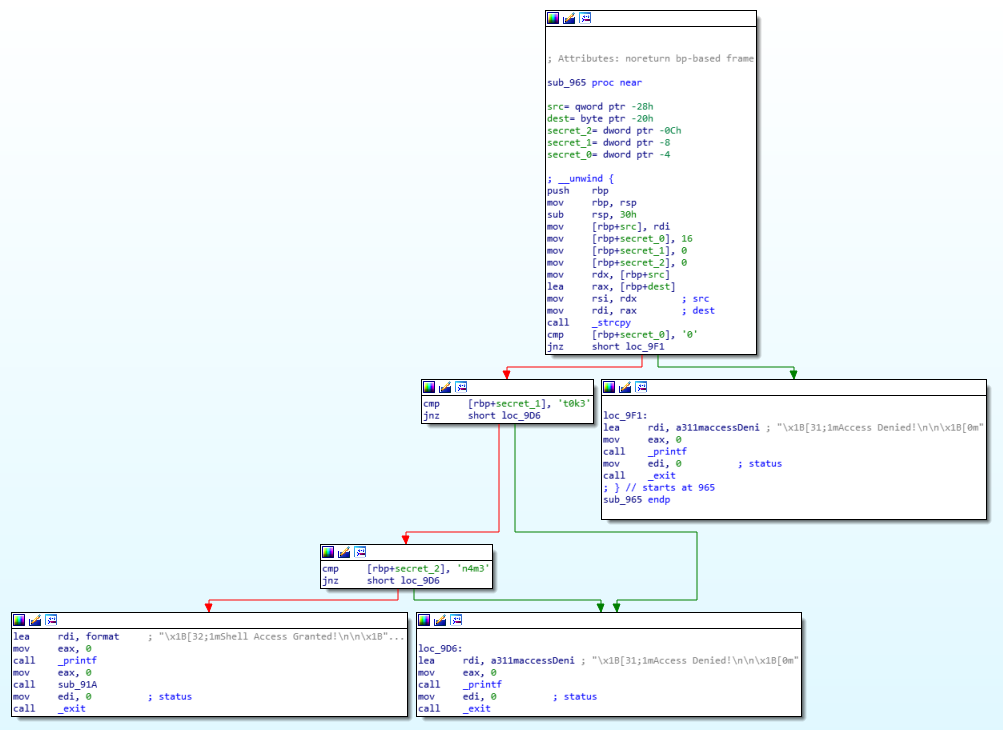 ; Attributes: noreturn bp-based frame
sub_965 proc near
src= qword ptr -28h
dest= byte ptr -20h
secret_2= dword ptr -0Ch
secret_1= dword ptr -8
secret_0= dword ptr -4
; __unwind {
push rbp
mov rbp, rsp
sub rsp, 30h
mov [rbp+src], rdi
mov [rbp+secret_0], 16
mov [rbp+secret_1], 0
mov [rbp+secret_2], 0
mov rdx, [rbp+src]
lea rax, [rbp+dest]
mov rsi, rdx ; src
mov rdi, rax ; dest
call _strcpy
cmp [rbp+secret_0], '0'
jnz short loc_9F1
cmp [rbp+secret_1], 't0k3'
jnz short loc_9D6
loc_9F1:
lea rdi, a311maccessDeni ; "\x1B[31;1mAccess Denied!\n\n\x1B[0m"
mov eax, 0
call _printf
mov edi, 0 ; status
call _exit
; } // starts at 965
sub_965 endp
cmp [rbp+secret_2], 'n4m3'
jnz short loc_9D6
lea rdi, format ; "\x1B[32;1mShell Access Granted!\n\n\x1B"...
mov eax, 0
call _printf
mov eax, 0
call sub_91A
mov edi, 0 ; status
call _exit
loc_9D6:
lea rdi, a311maccessDeni ; "\x1B[31;1mAccess Denied!\n\n\x1B[0m"
mov eax, 0
call _printf
mov edi, 0 ; status
call _exit